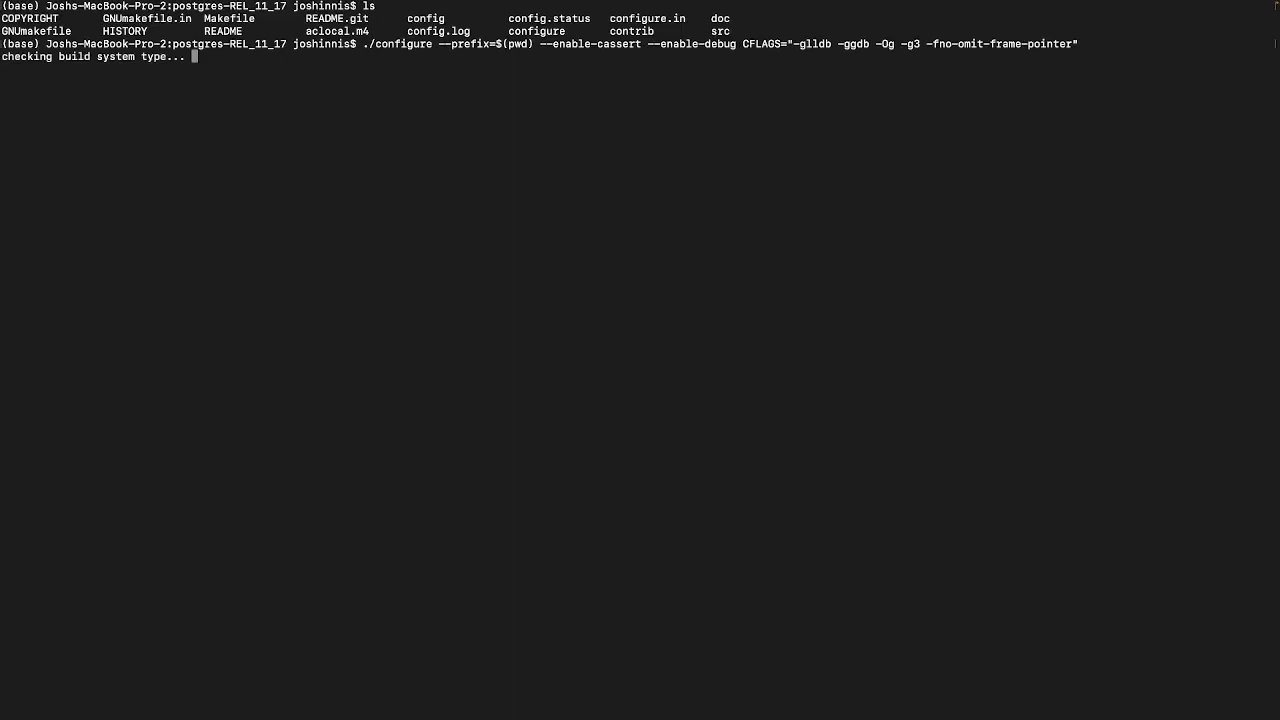 (base) Joshs-MacBook-Pro-2:postgres-REL_11_17 joshinnis$ ls
COPYRIGHT GNUmakefile.in Makefile README.git config config.status configure.in doc
GNUmakefile HISTORY README aclocal.m4 config.log configure contrib src
(base) Joshs-MacBook-Pro-2:postgres-REL_11_17 joshinnis$ ./configure --prefix=$(pwd) --enable-cassert --enable-debug CFLAGS="-glldb -ggdb -Og -g3 -fno-omit-frame-pointer"
checking build system type...